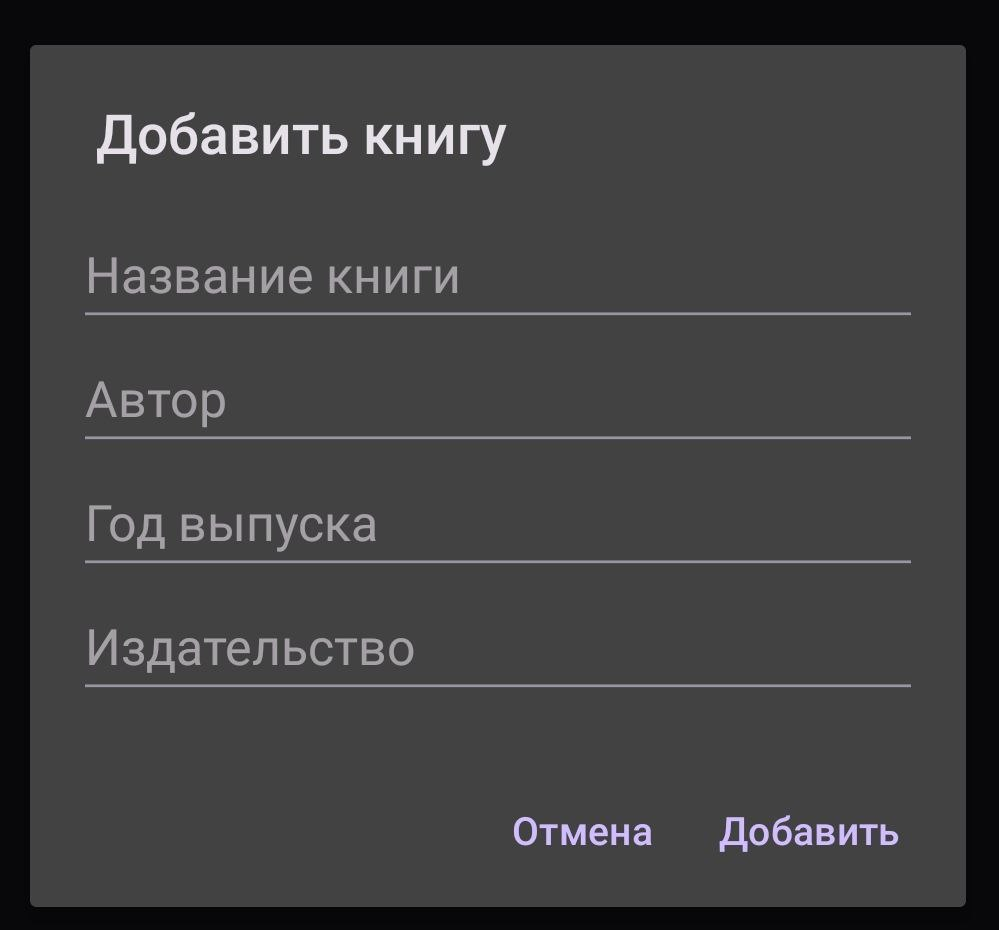 Добавить книгу
Название книги
Автор
Год выпуска
Издательство
Отмена Добавить